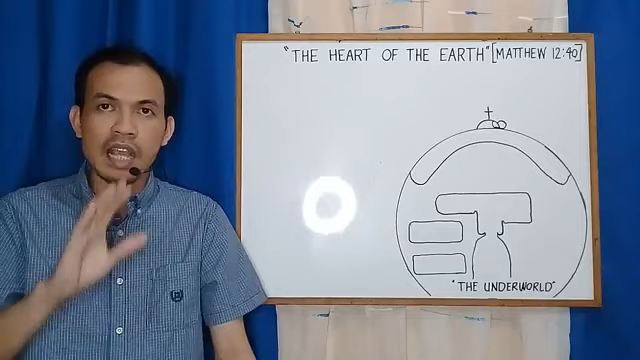 "THE HEART OF THE EARTH" [MATTHEW 12:40]
"THE UNDERWORLD"